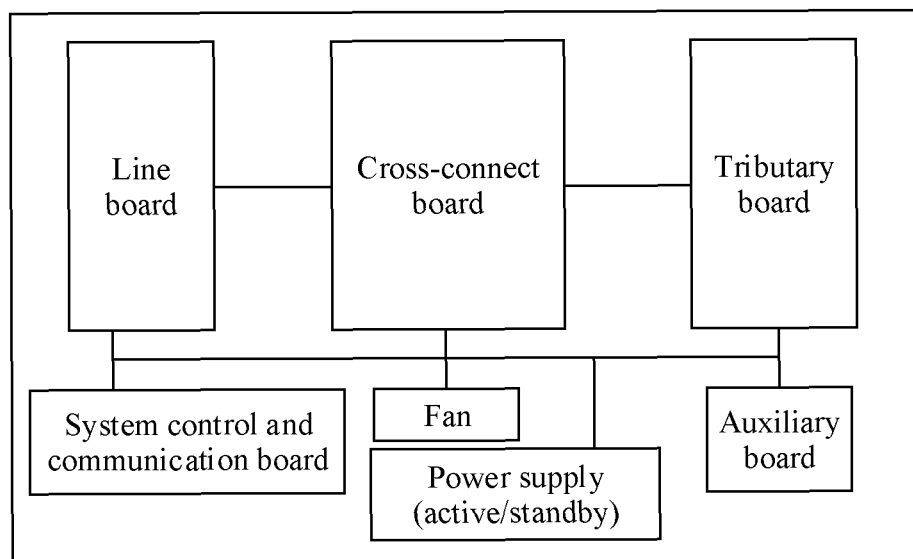 Line
board
Cross-connect
board
Tributary
board
System control and
communication board
Fan
Power supply
(active/standby)
Auxiliary
board